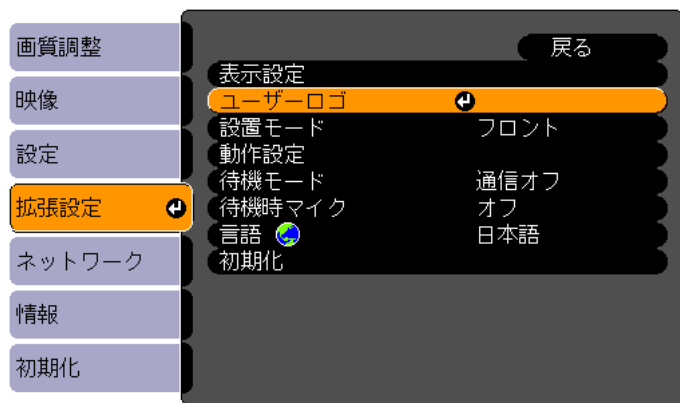 画質調整
映像
設定
拡張設定
ネットワーク
情報
初期化
戻る
表示設定
ユーザーロゴ
設置モード フロント
動作設定
待機モード 通信オフ
待機時マイク オフ
言語 日本語
初期化